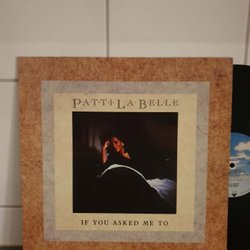 PATTI LA BELLE
IF YOU ASKED ME TO